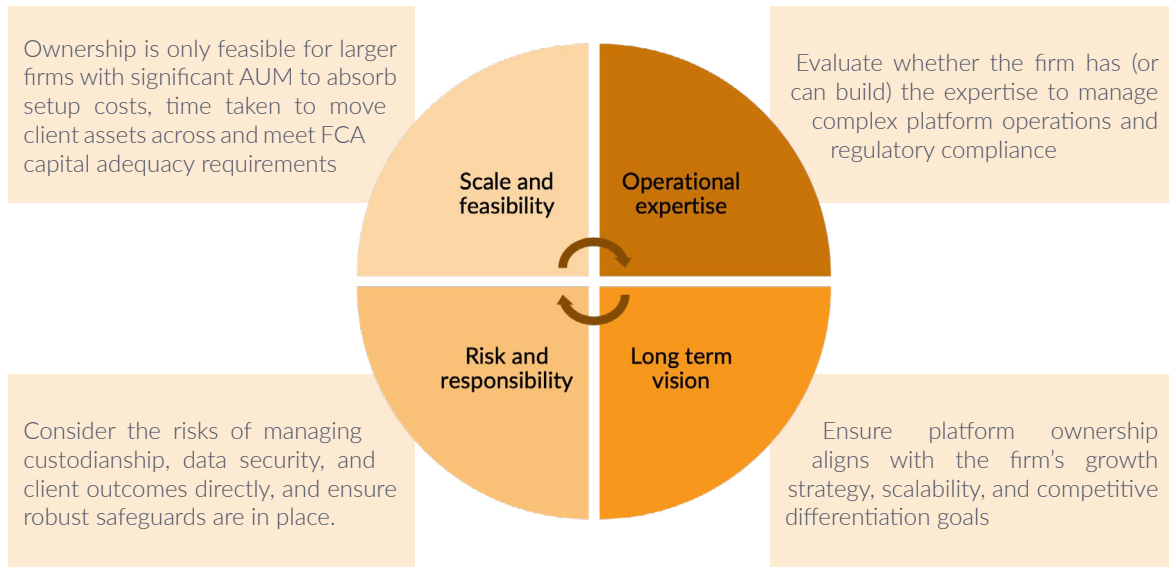 Ownership is only feasible for larger
firms with significant AUM to absorb
setup costs, time taken to move
client assets across and meet FCA
capital adequacy requirements
Evaluate whether the firm has (or
can build) the expertise to manage
complex platform operations and
regulatory compliance
Scale and
feasibility
Operational
expertise
Risk and
responsibility
Long term
vision
Consider the risks of managing
custodianship, data security, and
client outcomes directly, and ensure
robust safeguards are in place.
Ensure platform ownership
aligns with the firm’s growth
strategy, scalability, and competitive
differentiation goals